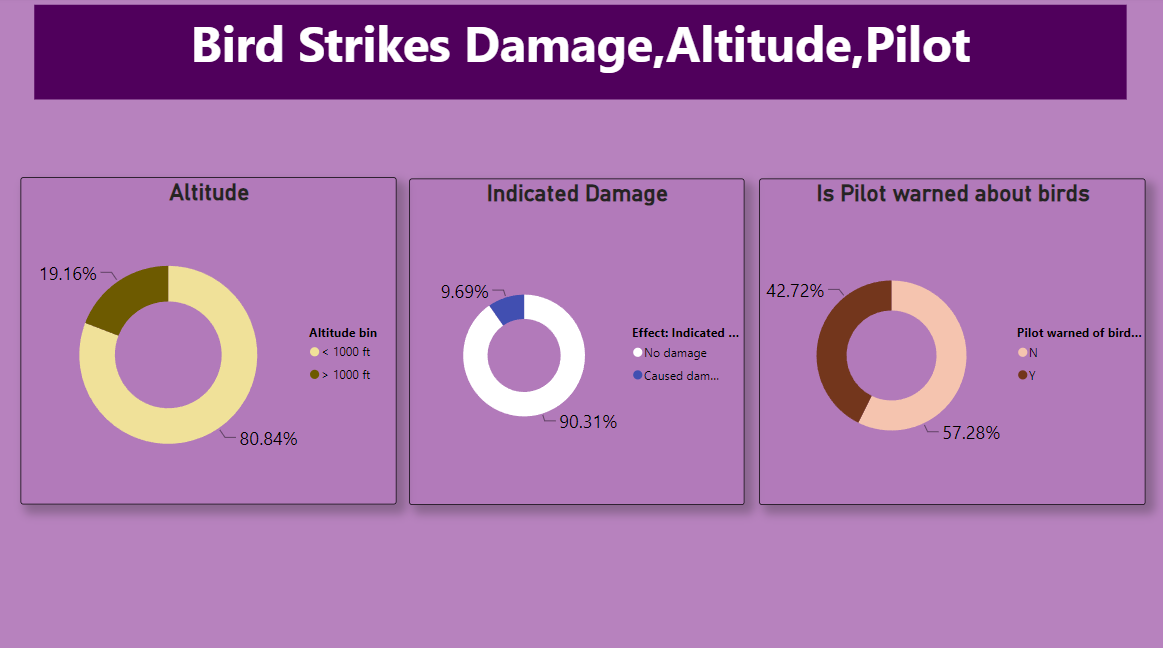 Bird Strikes Damage,Altitude,Pilot
Altitude
19.16%
80.84%
Altitude bin
< 1000 ft
> 1000 ft
Indicated Damage
9.69%
90.31%
Effect: Indicated ...
No damage
Caused dam...
Is Pilot warned about birds
42.72%
57.28%
Pilot warned of bird...
N
Y